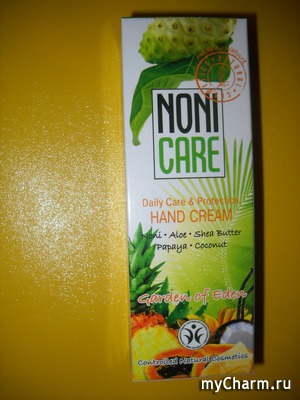 NONI
CARE
Daily Care & Protection
HAND CREAM
Noni • Aloe • Shea Butter
Papaya • Coconut
Garden of Eden
Controlled Natural Cosmetics
myCharm.ru